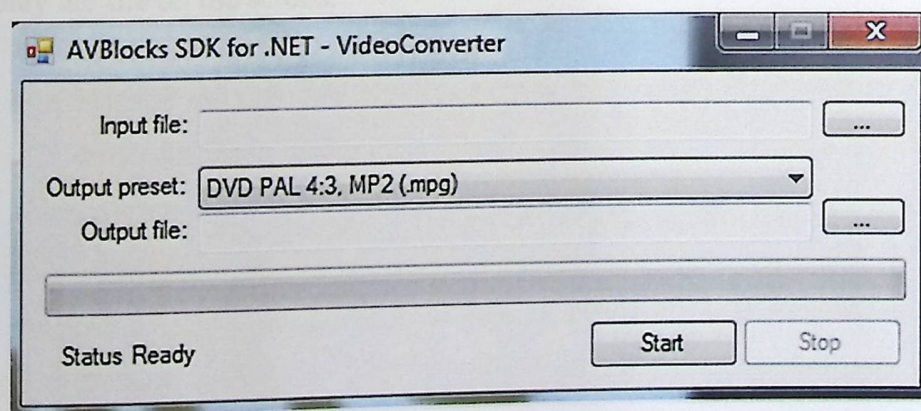 AVBlocks SDK for .NET - VideoConverter
Input file:
...
Output preset: DVD PAL 4:3, MP2 (.mpg)
Output file:
...
Status Ready
Start Stop